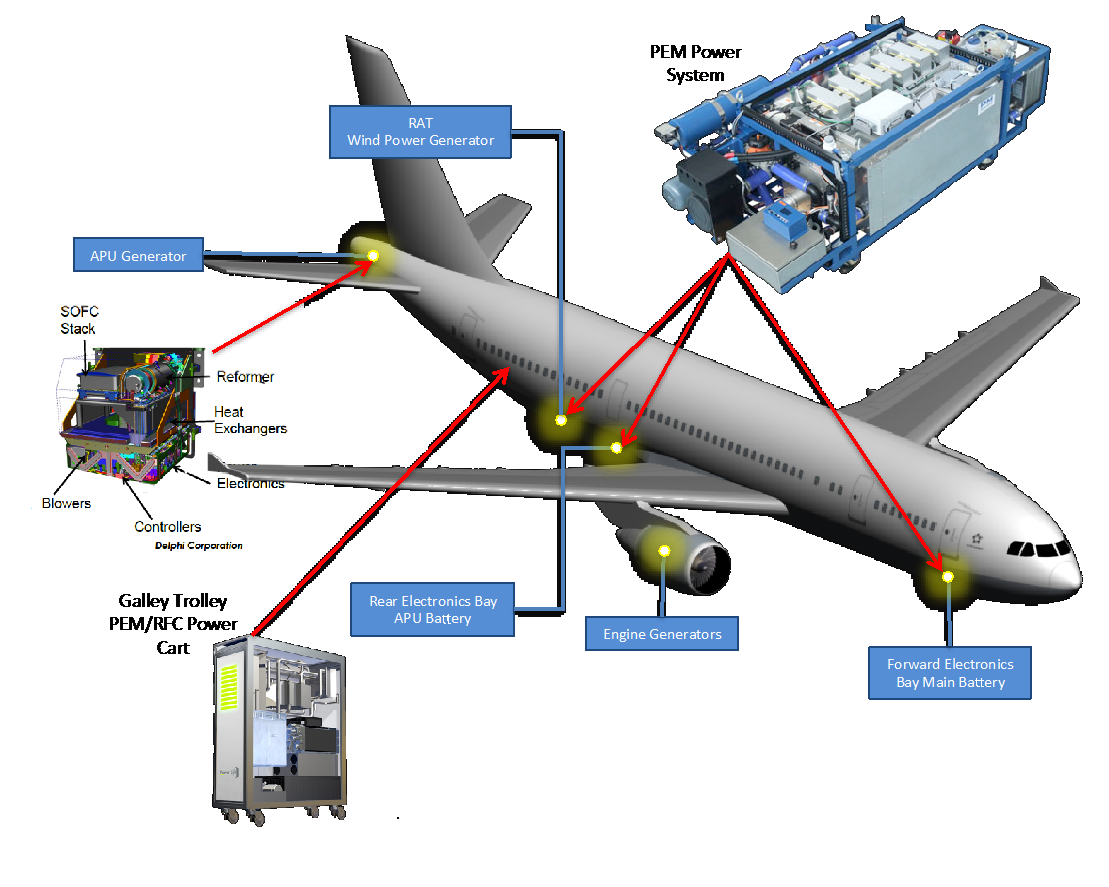 PEM Power
System
RAT
Wind Power Generator
APU Generator
SOFC
Stack
Reformer
Heat
Exchangers
Electronics
Blowers
Controllers
Delphi Corporation
Galley Trolley
PEM/RFC Power
Cart
Rear Electronics Bay
APU Battery
Engine Generators
Forward Electronics
Bay Main Battery